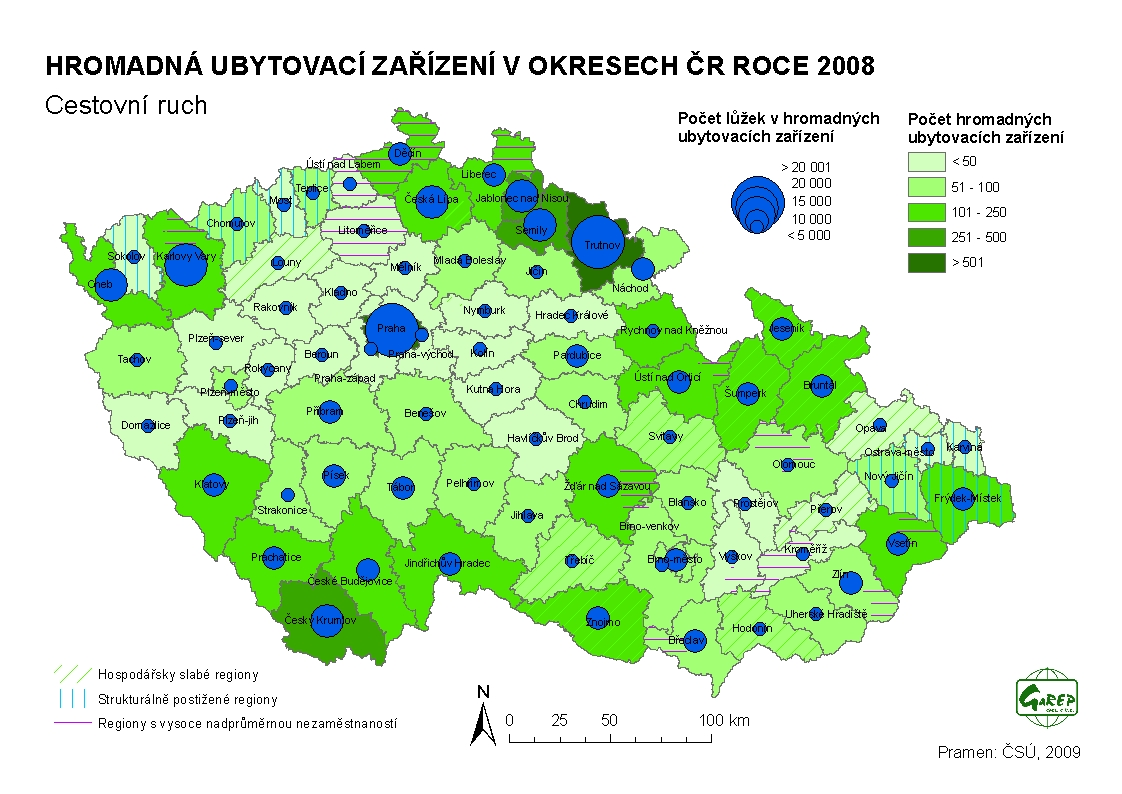 HROMADNÁ UBYTOVACÍ ZAŘÍZENÍ V OKRESECH ČR ROCE 2008
Cestovní ruch
Počet lůžek v hromadných
ubytovacích zařízení
> 20 001
20 000
15 000
10 000
< 5 000
Počet hromadných
ubytovacích zařízení
< 50
51 - 100
101 - 250
251 - 500
> 501
Děčín
Ústí nad Labem
Liberec
Teplice
Most
Česká Lípa
Jablonec nad Nisou
Chomutov
Litoměřice
Semily
Trutnov
Sokolov
Karlovy Vary
Louny
Mělník
Mladá Boleslav
Jičín
Cheb
Náchod
Kladno
Rakovník
Nymburk
Hradec Králové
Praha
Rychnov nad Kněžnou
Jeseník
Plzeň-sever
Beroun
Praha-východ
Kolín
Pardubice
Tachov
Rokycany
Praha-západ
Ústí nad Orlicí
Bruntál
Plzeň-město
Kutná Hora
Šumperk
Chrudim
Příbram
Benešov
Domažlice
Plzeň-jih
Opava
Havlíčkův Brod
Svitavy
Karviná
Ostrava-město
Olomouc
Nový Jičín
Klatovy
Písek
Tábor
Pelhřimov
Žďár nad Sázavou
Frýdek-Místek
Blansko
Prostějov
Strakonice
Přerov
Jihlava
Brno-venkov
Vsetín
Kroměříž
Prachatice
Jindřichův Hradec
Třebíč
Brno-město
Vyškov
České Budějovice
Zlín
Český Krumlov
Uherské Hradiště
Znojmo
Hodonín
Břeclav
Hospodářsky slabé regiony
Strukturálně postižené regiony
Regiony s vysoce nadprůměrnou nezaměstnaností
N
0 25 50 100 km
GAREP
Pramen: ČSÚ, 2009